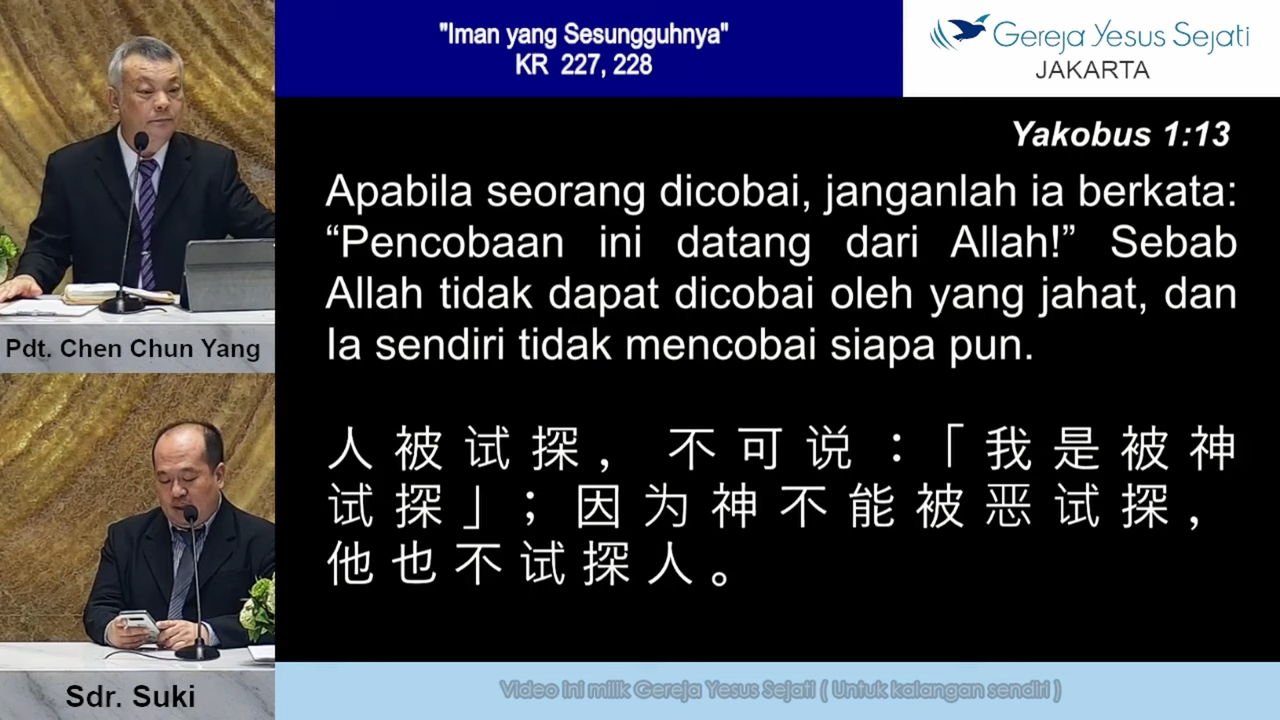 "Iman yang Sesungguhnya"
KR 227, 228
Gereja Yesus Sejati
JAKARTA
Yakobus 1:13
Apabila seorang dicobai, janganlah ia berkata:
“Pencobaan ini datang dari Allah!” Sebab
Allah tidak dapat dicobai oleh yang jahat, dan
Ia sendiri tidak mencobai siapa pun.
人被试探，不可说：「我是被神
试探」；因为神不能被恶试探，
他也不试探人。
Pdt. Chen Chun Yang
Sdr. Suki
Video ini milik Gereja Yesus Sejati ( Untuk kalangan sendiri )